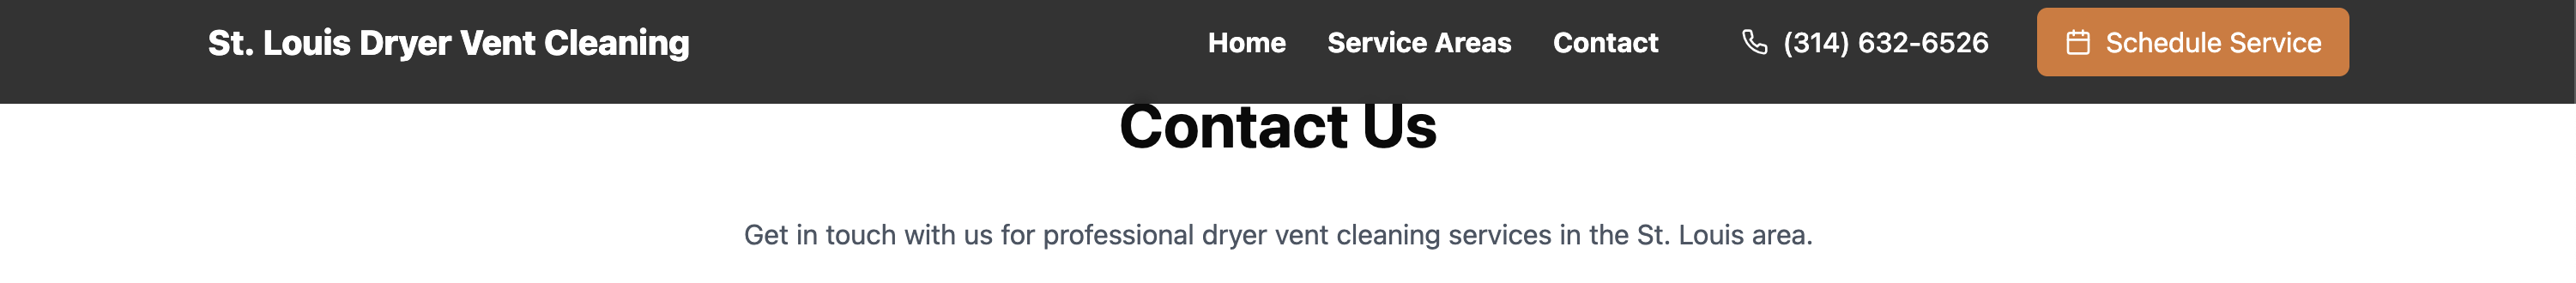 St. Louis Dryer Vent Cleaning
Home
Service Areas
Contact
(314) 632-6526
Schedule Service
Contact Us
Get in touch with us for professional dryer vent cleaning services in the St. Louis area.